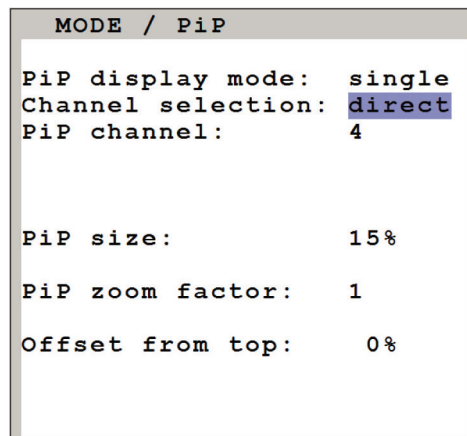 MODE / PiP
PiP display mode: single
Channel selection: direct
PiP channel: 4
PiP size: 15%
PiP zoom factor: 1
Offset from top: 0%